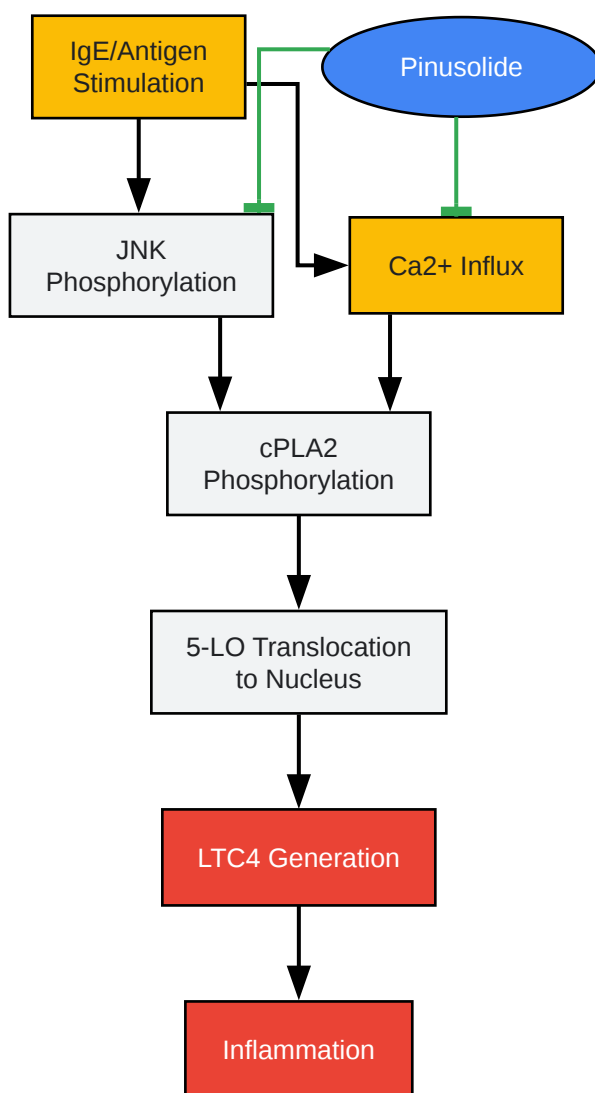 IgE/Antigen
Stimulation
Pinusolide
JNK
Phosphorylation
Ca2+ Influx
cPLA2
Phosphorylation
5-LO Translocation
to Nucleus
LTC4 Generation
Inflammation